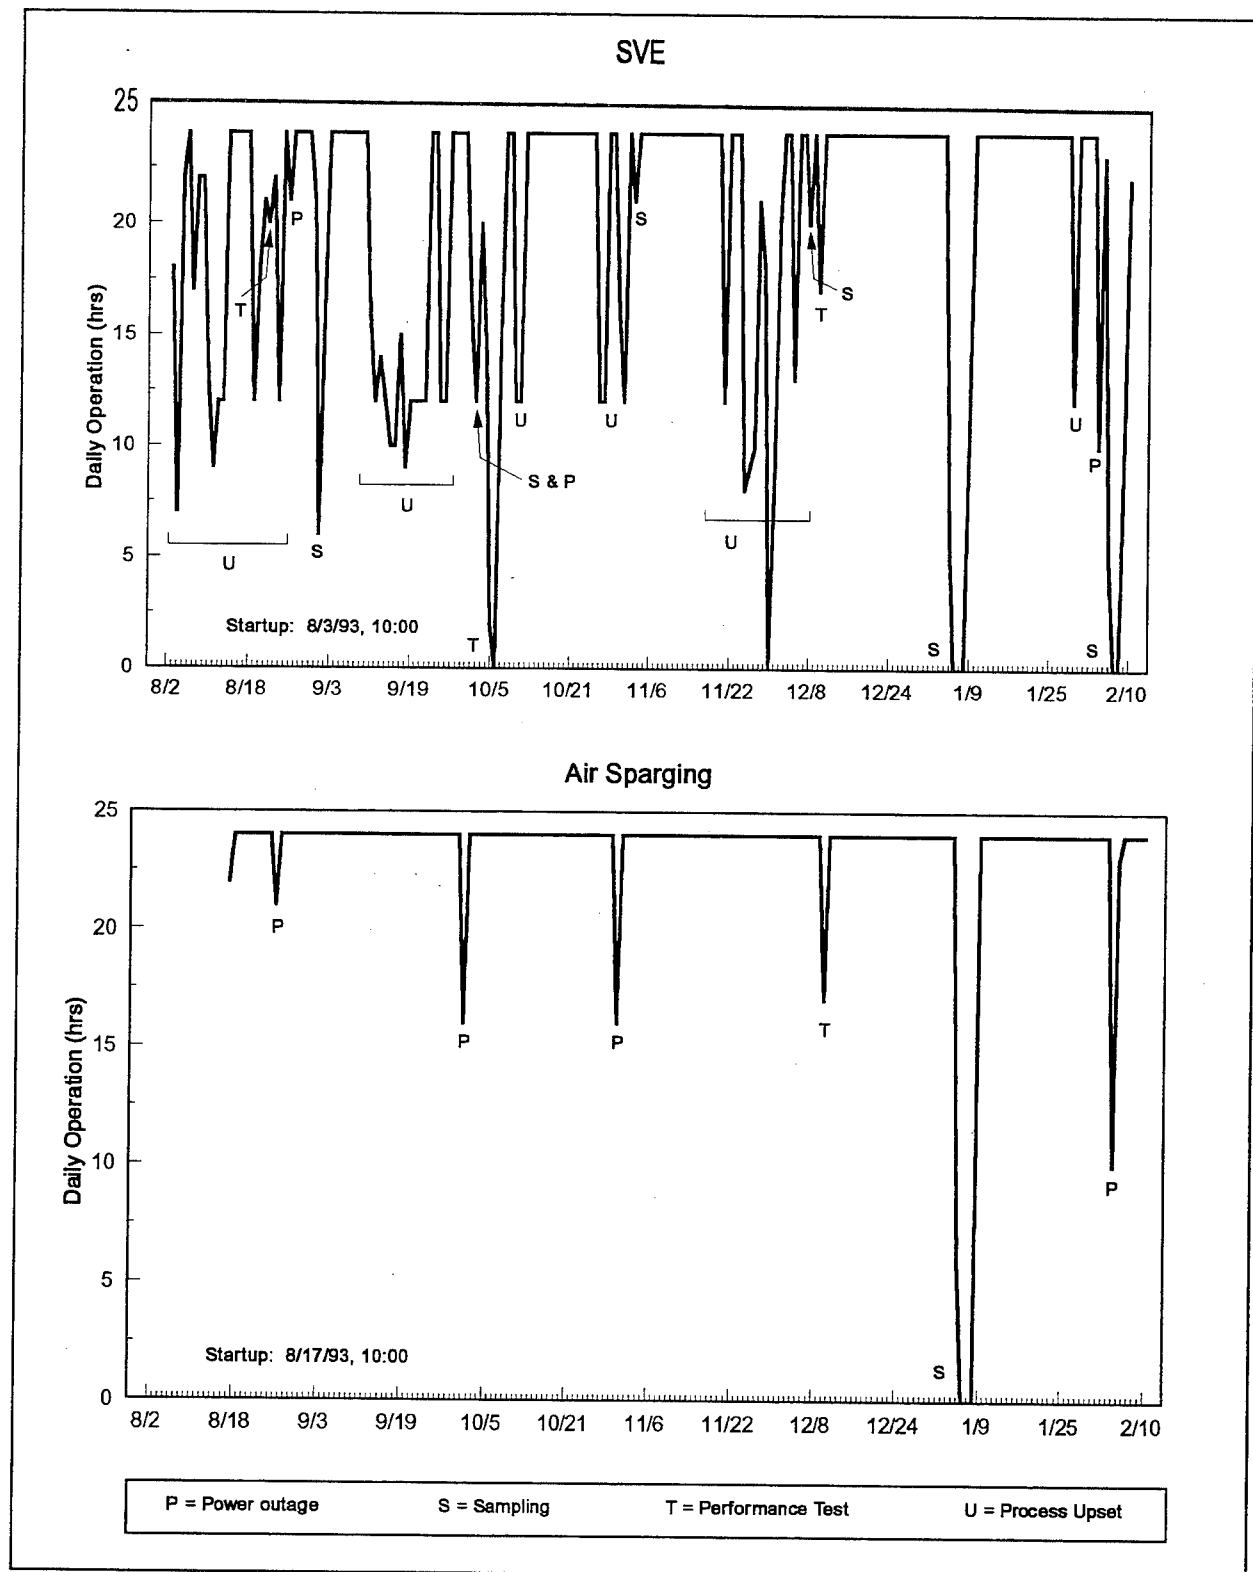 SVE
25
20
15
10
5
0
Daily Operation (hrs)
P
T
S
S
T
S & P
U
U
U
U
S
U
U
U
P
Startup: 8/3/93, 10:00
T
S
S
8/2 8/18 9/3 9/19 10/5 10/21 11/6 11/22 12/8 12/24 1/9 1/25 2/10
Air Sparging
25
20
15
10
5
0
Daily Operation (hrs)
P
P
P
T
P
S
Startup: 8/17/93, 10:00
8/2 8/18 9/3 9/19 10/5 10/21 11/6 11/22 12/8 12/24 1/9 1/25 2/10
P = Power outage S = Sampling T = Performance Test U = Process Upset